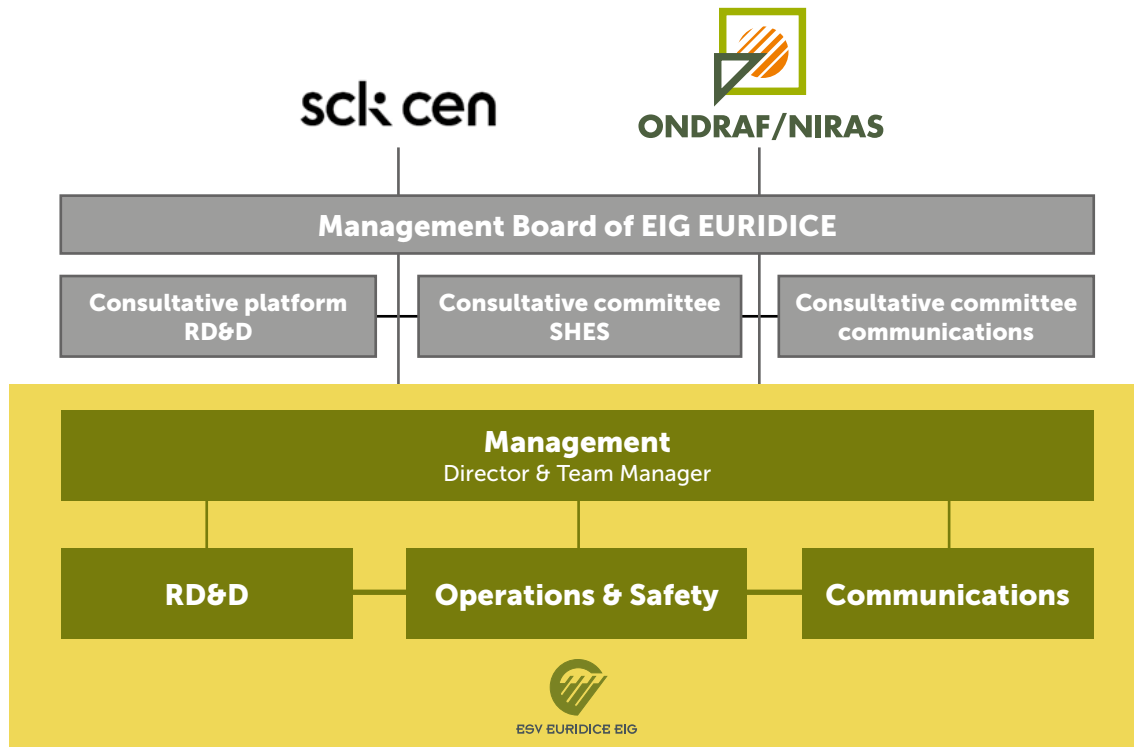 sck cen
ONDRAF/NIRAS
Management Board of EIG EURIDICE
Consultative platform
RD&D
Consultative committee
SHES
Consultative committee
communications
Management
Director & Team Manager
RD&D
Operations & Safety
Communications
ESV EURIDICE EIG